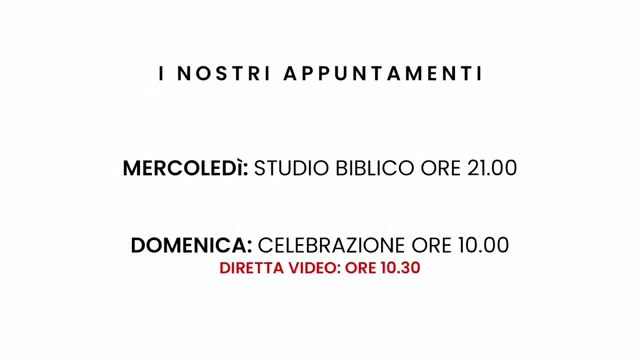 I NOSTRI APPUNTAMENTI
MERCOLEDì: STUDIO BIBLICO ORE 21.00
DOMENICA: CELEBRAZIONE ORE 10.00
DIRETTA VIDEO: ORE 10.30